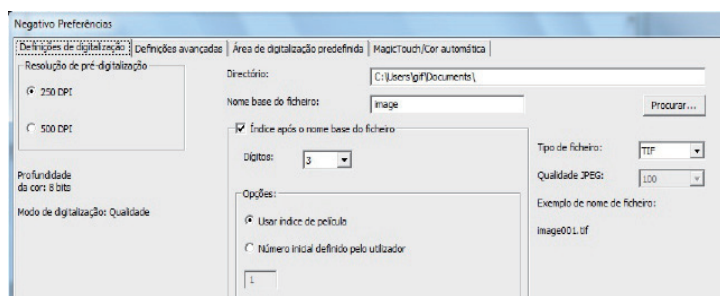 Negativo Preferências
Definições de digitalização Definições avançadas Área de digitalização predefinida MagicTouch/Cor automática
Resolução de pré-digitalização
250 DPI
500 DPI
Profundidade
da cor: 8 bits
Modo de digitalização: Qualidade
Directório: C:\Users\gif\Documents\
Nome base do ficheiro: image Procurar...
Índice após o nome base do ficheiro
Dígitos: 3
Opções:
Usar índice de película
Número inicial definido pelo utilizador
1
Tipo de ficheiro: TIF
Qualidade JPEG: 100
Exemplo de nome de ficheiro:
image001.tif